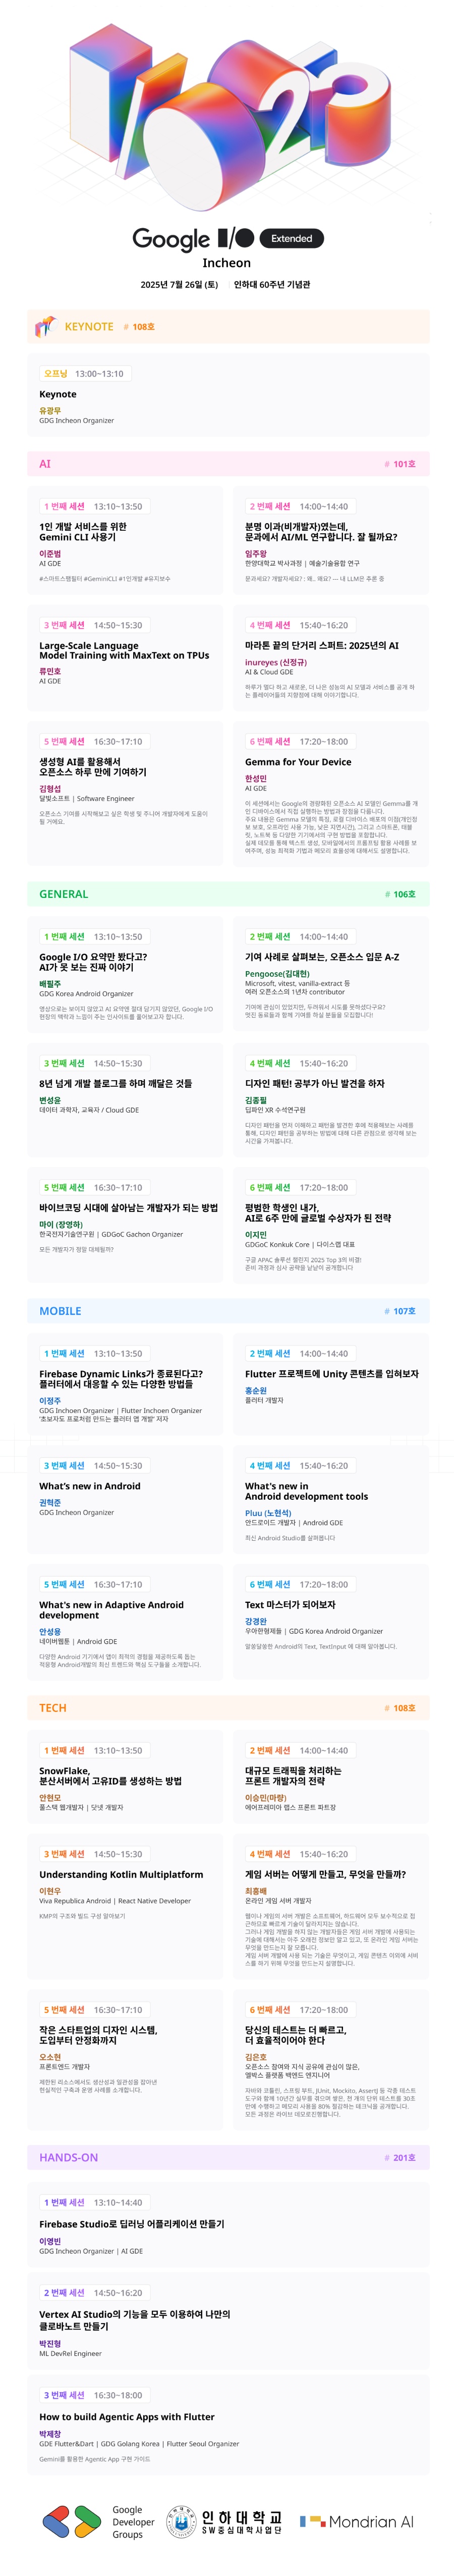 I/O 23
Google I/O Extended
Incheon
2025년 7월 26일 (토) 인하대 60주년 기념관
KEYNOTE # 108호
오프닝 13:00~13:10
Keynote
유광무
GDG Incheon Organizer
AI # 101호
1 번째 세션 13:10~13:50
1인 개발 서비스를 위한
Gemini CLI 사용기
이준범
AI GDE
#스마트스팸필터 #GeminiCLI #1인개발 #유지보수
2 번째 세션 14:00~14:40
분명 이과(비개발자)였는데,
문과에서 AI/ML 연구합니다. 잘 될까요?
임주왕
한양대학교 박사과정 | 예술기술융합 연구
문과세요? 개발자세요? : 왜.. 왜요? --- 내 LLM은 추론 중
3 번째 세션 14:50~15:30
Large-Scale Language
Model Training with MaxText on TPUs
류민호
AI GDE
4 번째 세션 15:40~16:20
마라톤 끝의 단거리 스퍼트: 2025년의 AI
inureyes (신정규)
AI & Cloud GDE
하루가 멀다 하고 새로운, 더 나은 성능의 AI 모델과 서비스를 공개 하
는 플레이어들의 지향점에 대해 이야기합니다.
5 번째 세션 16:30~17:10
생성형 AI를 활용해서
오픈소스 하루 만에 기여하기
김형섭
달빛소프트 | Software Engineer
오픈소스 기여를 시작해보고 싶은 학생 및 주니어 개발자에게 도움이
될 거에요.
6 번째 세션 17:20~18:00
Gemma for Your Device
한성민
AI GDE
이 세션에서는 Google의 경량화된 오픈소스 AI 모델인 Gemma를 개
인 디바이스에서 직접 실행하는 방법과 장점을 다룹니다.
주요 내용은 Gemma 모델의 특징, 로컬 디바이스 배포의 이점(개인정
보 보호, 오프라인 사용 가능, 낮은 지연시간), 그리고 스마트폰, 태블
릿, 노트북 등 다양한 기기에서의 구현 방법을 포함합니다.
실제 데모를 통해 텍스트 생성, 모바일에서의 프롬프팅 활용 사례를 보
여주며, 성능 최적화 기법과 메모리 효율성에 대해서도 설명합니다.
GENERAL # 106호
1 번째 세션 13:10~13:50
Google I/O 요약만 봤다고?
AI가 못 보는 진짜 이야기
배필주
GDG Korea Android Organizer
영상으로는 보이지 않았고 AI 요약엔 절대 담기지 않았던, Google I/O
현장의 맥락과 느낌이 주는 인사이트를 풀어보고자 합니다.
2 번째 세션 14:00~14:40
기여 사례로 살펴보는, 오픈소스 입문 A-Z
Pengoose(김대현)
Microsoft, vitest, vanilla-extract 등
여러 오픈소스의 1년차 contributor
기여에 관심이 있었지만, 두려워서 시도를 못하셨다구요?
멋진 동료들과 함께 기여를 하실 분들을 모집합니다!
3 번째 세션 14:50~15:30
8년 넘게 개발 블로그를 하며 깨달은 것들
변성윤
데이터 과학자, 교육자 / Cloud GDE
4 번째 세션 15:40~16:20
디자인 패턴! 공부가 아닌 발견을 하자
김종필
딥파인 XR 수석연구원
디자인 패턴을 먼저 이해하고 패턴을 발견한 후에 적용해보는 사례를
통해, 디자인 패턴을 공부하는 방법에 대해 다른 관점으로 생각해 보는
시간을 가져봅니다.
5 번째 세션 16:30~17:10
바이브코딩 시대에 살아남는 개발자가 되는 방법
마이 (장영하)
한국전자기술연구원 | GDGoC Gachon Organizer
모든 개발자가 정말 대체될까?
6 번째 세션 17:20~18:00
평범한 학생인 내가,
AI로 6주 만에 글로벌 수상자가 된 전략
이지민
GDGoC Konkuk Core | 다이스랩 대표
구글 APAC 솔루션 챌린지 2025 Top 3의 비결!
준비 과정과 심사 공략을 낱낱이 공개합니다
MOBILE # 107호
1 번째 세션 13:10~13:50
Firebase Dynamic Links가 종료된다고?
플러터에서 대응할 수 있는 다양한 방법들
이정주
GDG Incheon Organizer | Flutter Incheon Organizer
'초보자도 프로처럼 만드는 플러터 앱 개발' 저자
2 번째 세션 14:00~14:40
Flutter 프로젝트에 Unity 콘텐츠를 입혀보자
홍순원
플러터 개발자
3 번째 세션 14:50~15:30
What's new in Android
권혁준
GDG Incheon Organizer
4 번째 세션 15:40~16:20
What's new in
Android development tools
Pluu (노현석)
안드로이드 개발자 | Android GDE
최신 Android Studio를 살펴봅니다
5 번째 세션 16:30~17:10
What's new in Adaptive Android
development
안성용
네이버웹툰 | Android GDE
다양한 Android 기기에서 앱이 최적의 경험을 제공하도록 돕는
적응형 Android개발의 최신 트렌드와 핵심 도구들을 소개합니다.
6 번째 세션 17:20~18:00
Text 마스터가 되어보자
강경완
우아한형제들 | GDG Korea Android Organizer
알쏭달쏭한 Android의 Text, TextInput 에 대해 알아봅니다.
TECH # 108호
1 번째 세션 13:10~13:50
SnowFlake,
분산서버에서 고유ID를 생성하는 방법
안현모
풀스택 웹개발자 | 닷넷 개발자
2 번째 세션 14:00~14:40
대규모 트래픽을 처리하는
프론트 개발자의 전략
이승민(마량)
에어프레미아 랩스 프론트 파트장
3 번째 세션 14:50~15:30
Understanding Kotlin Multiplatform
이현우
Viva Republica Android | React Native Developer
KMP의 구조와 빌드 구성 알아보기
4 번째 세션 15:40~16:20
게임 서버는 어떻게 만들고, 무엇을 만들까?
최흥배
온라인 게임 서버 개발자
웹이나 게임의 서버 개발은 소프트웨어, 하드웨어 모두 보수적으로 접
근하므로 빠르게 기술이 달라지지는 않습니다.
그러나 게임 개발을 하지 않는 개발자들은 게임 서버 개발에 사용되는
기술에 대해서는 아주 오래전 정보만 알고 있고, 또 온라인 게임 서버는
무엇을 만드는지 잘 모릅니다.
게임 서버 개발에 사용 되는 기술은 무엇이고, 게임 콘텐츠 이외에 서비
스를 하기 위해 무엇을 만드는지 설명합니다.
5 번째 세션 16:30~17:10
작은 스타트업의 디자인 시스템,
도입부터 안정화까지
오소현
프론트엔드 개발자
제한된 리소스에서도 생산성과 일관성을 잡아낸
현실적인 구축과 운영 사례를 소개합니다.
6 번째 세션 17:20~18:00
당신의 테스트는 더 빠르고,
더 효율적이어야 한다
김은호
오픈소스 참여와 지식 공유에 관심이 많은,
엘박스 플랫폼 백엔드 엔지니어
자바와 코틀린, 스프링 부트, JUnit, Mockito, AssertJ 등 각종 테스트
도구와 함께 10년간 실무를 겪으며 쌓은, 천 개의 단위 테스트를 30초
만에 수행하고 메모리 사용을 80% 절감하는 테크닉을 공개합니다.
모든 과정은 라이브 데모로진행합니다.
HANDS-ON # 201호
1 번째 세션 13:10~14:40
Firebase Studio로 딥러닝 어플리케이션 만들기
이영빈
GDG Incheon Organizer | AI GDE
2 번째 세션 14:50~16:20
Vertex AI Studio의 기능을 모두 이용하여 나만의
클로바노트 만들기
박진형
ML DevRel Engineer
3 번째 세션 16:30~18:00
How to build Agentic Apps with Flutter
박제창
GDE Flutter&Dart | GDG Golang Korea | Flutter Seoul Organizer
Gemini를 활용한 Agentic App 구현 가이드
Google
Developer
Groups
인하대학교
SW중심대학사업단
Mondrian AI